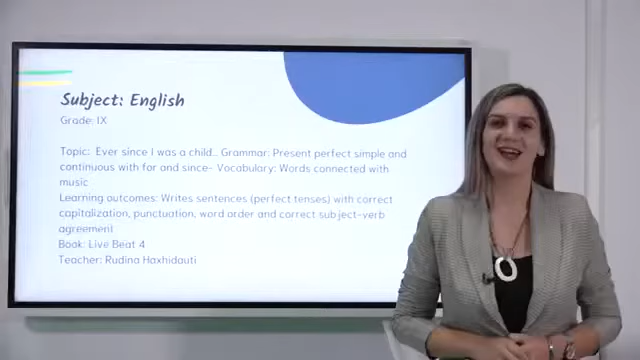 Subject: English
Grade: IX
Topic: Ever since I was a child... Grammar: Present perfect simple and
continuous with for and since- Vocabulary: Words connected with
music
Learning outcomes: Writes sentences (perfect tenses) with correct
capitalization, punctuation, word order and correct subject-verb
agreement
Book: Live Beat 4
Teacher: Rudina Haxhidauti